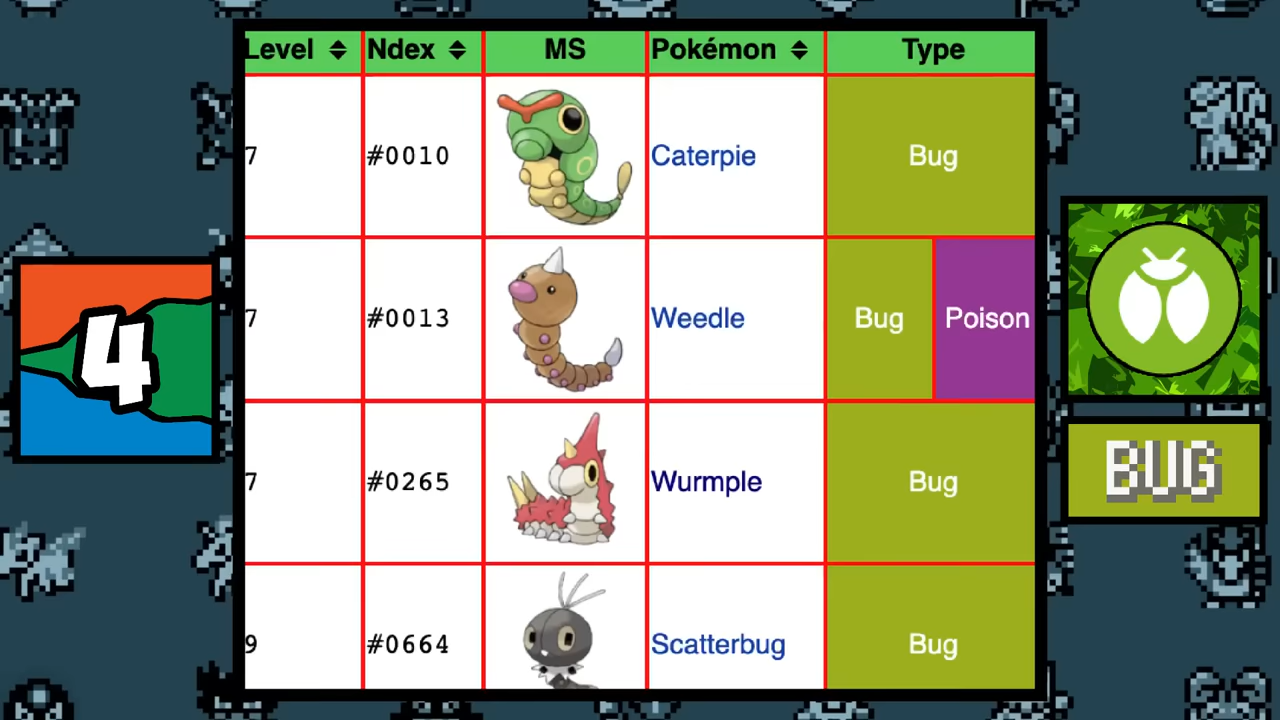 Level Ndex MS Pokémon Type
7 #0010 Caterpie Bug
7 #0013 Weedle Bug Poison
4
7 #0265 Wurmple Bug
BUG
9 #0664 Scatterbug Bug